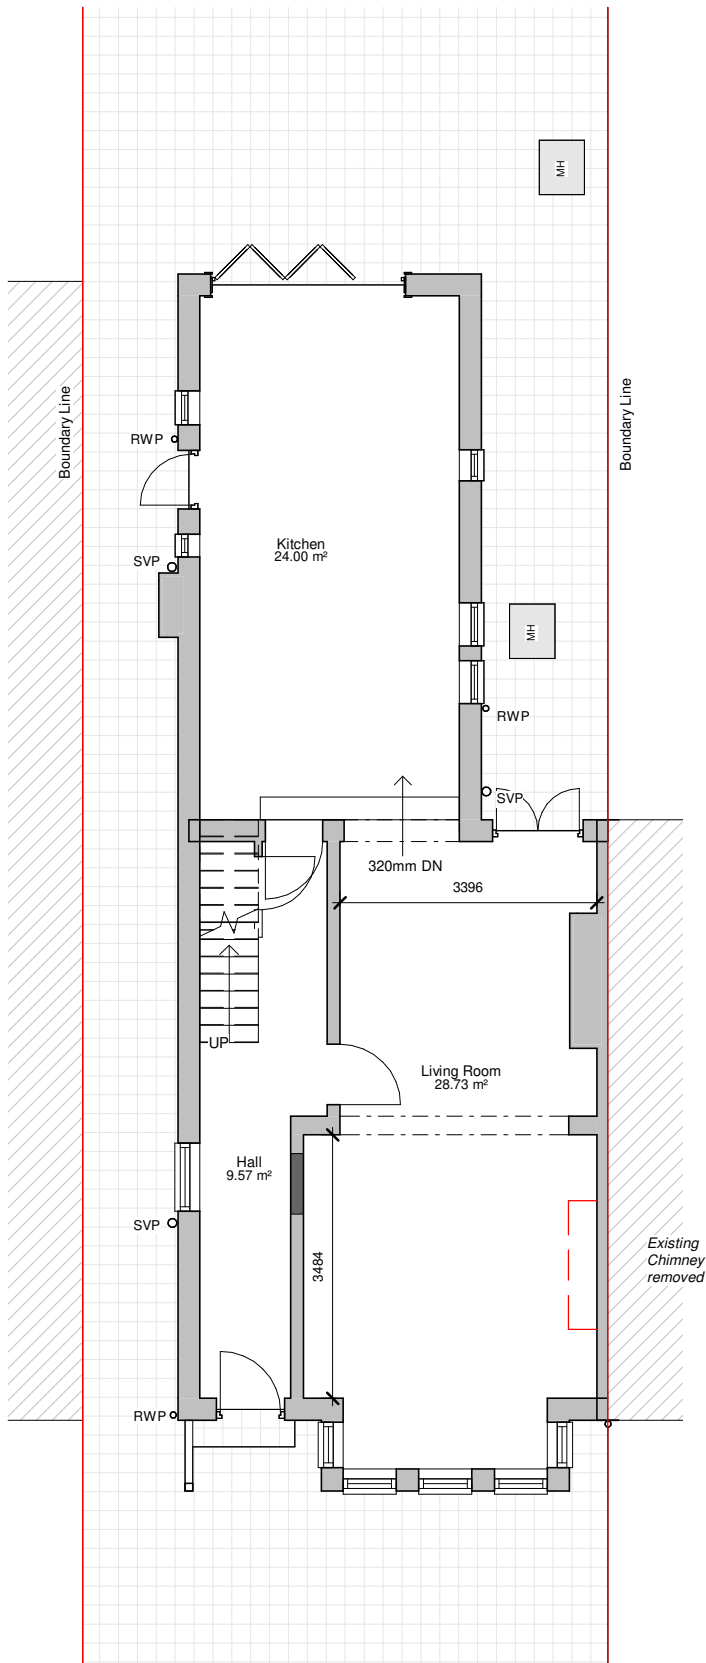 MH
Boundary Line
Boundary Line
RWP
Kitchen
24.00 m²
SVP
MH
RWP
SVP
320mm DN
3396
UP
Living Room
28.73 m²
Hall
9.57 m²
SVP
3484
Existing
Chimney
removed
RWP